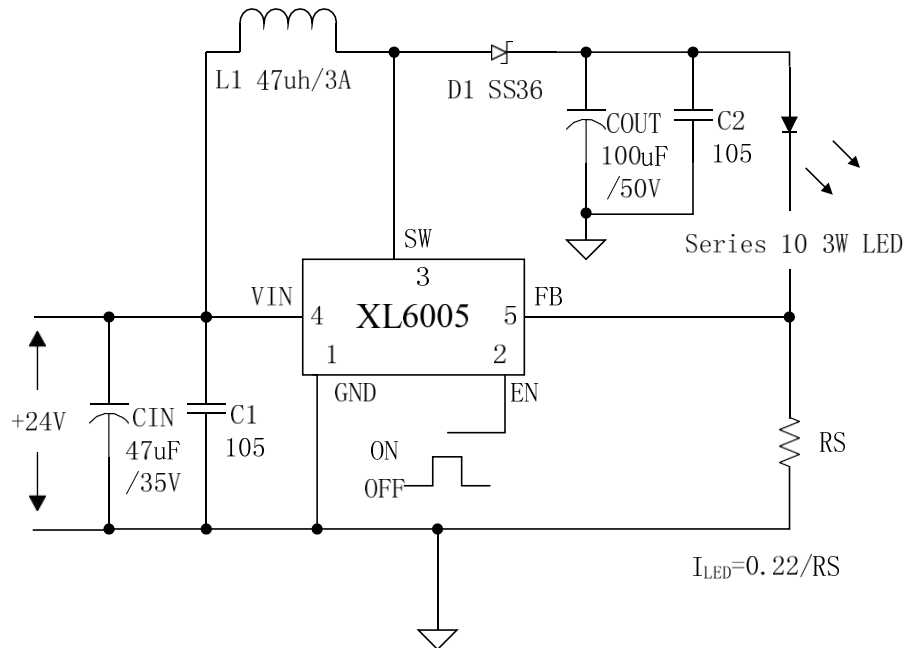 L1 47uh/3A
D1 SS36
COUT
100uF
/50V
C2
105
Series 10 3W LED
SW
3
VIN
4
XL6005
5
FB
1
2
GND
EN
+24V
CIN
47uF
/35V
C1
105
ON
OFF
RS
ILED=0.22/RS